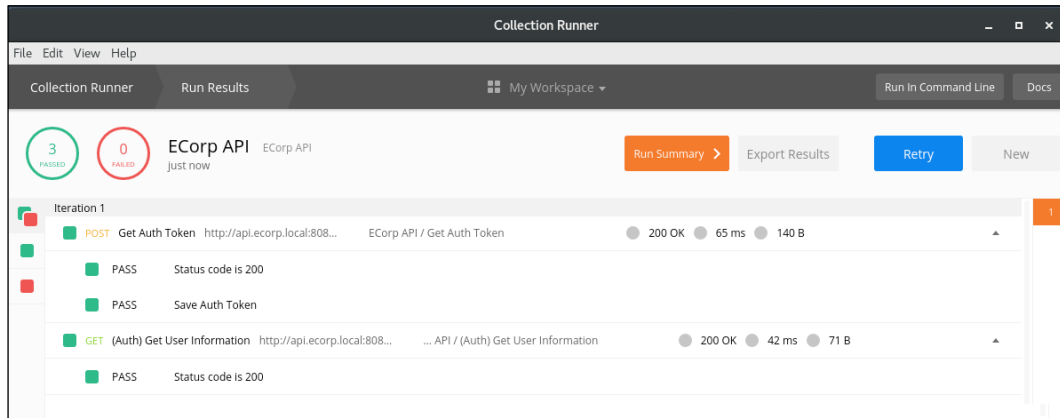 Collection Runner
File Edit View Help
Collection Runner Run Results My Workspace Run In Command Line Docs
3 PASSED 0 FAILED ECorp API ECorp API
just now
Run Summary Export Results Retry New
Iteration 1
1
POST Get Auth Token http://api.ecorp.local:808... ECorp API / Get Auth Token 200 OK 65 ms 140 B
PASS Status code is 200
PASS Save Auth Token
GET (Auth) Get User Information http://api.ecorp.local:808... ... API / (Auth) Get User Information 200 OK 42 ms 71 B
PASS Status code is 200